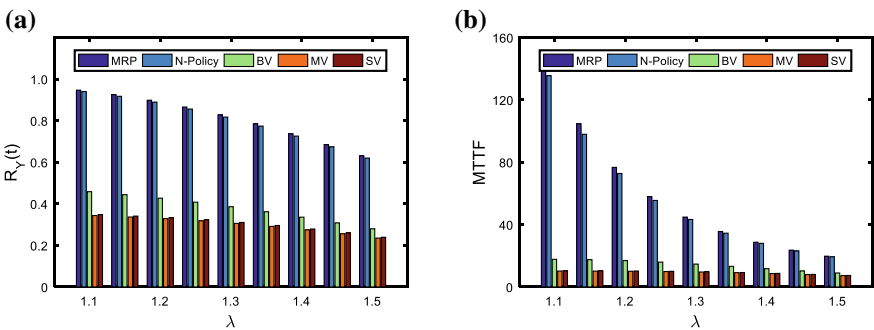 (a)
MRP N-Policy BV MV SV
1.0
0.8
0.6
0.4
0.2
0.0
R_Y(t)
1.1 1.2 1.3 1.4 1.5
λ
(b)
160
MRP N-Policy BV MV SV
120
80
40
0
MTTF
1.1 1.2 1.3 1.4 1.5
λ